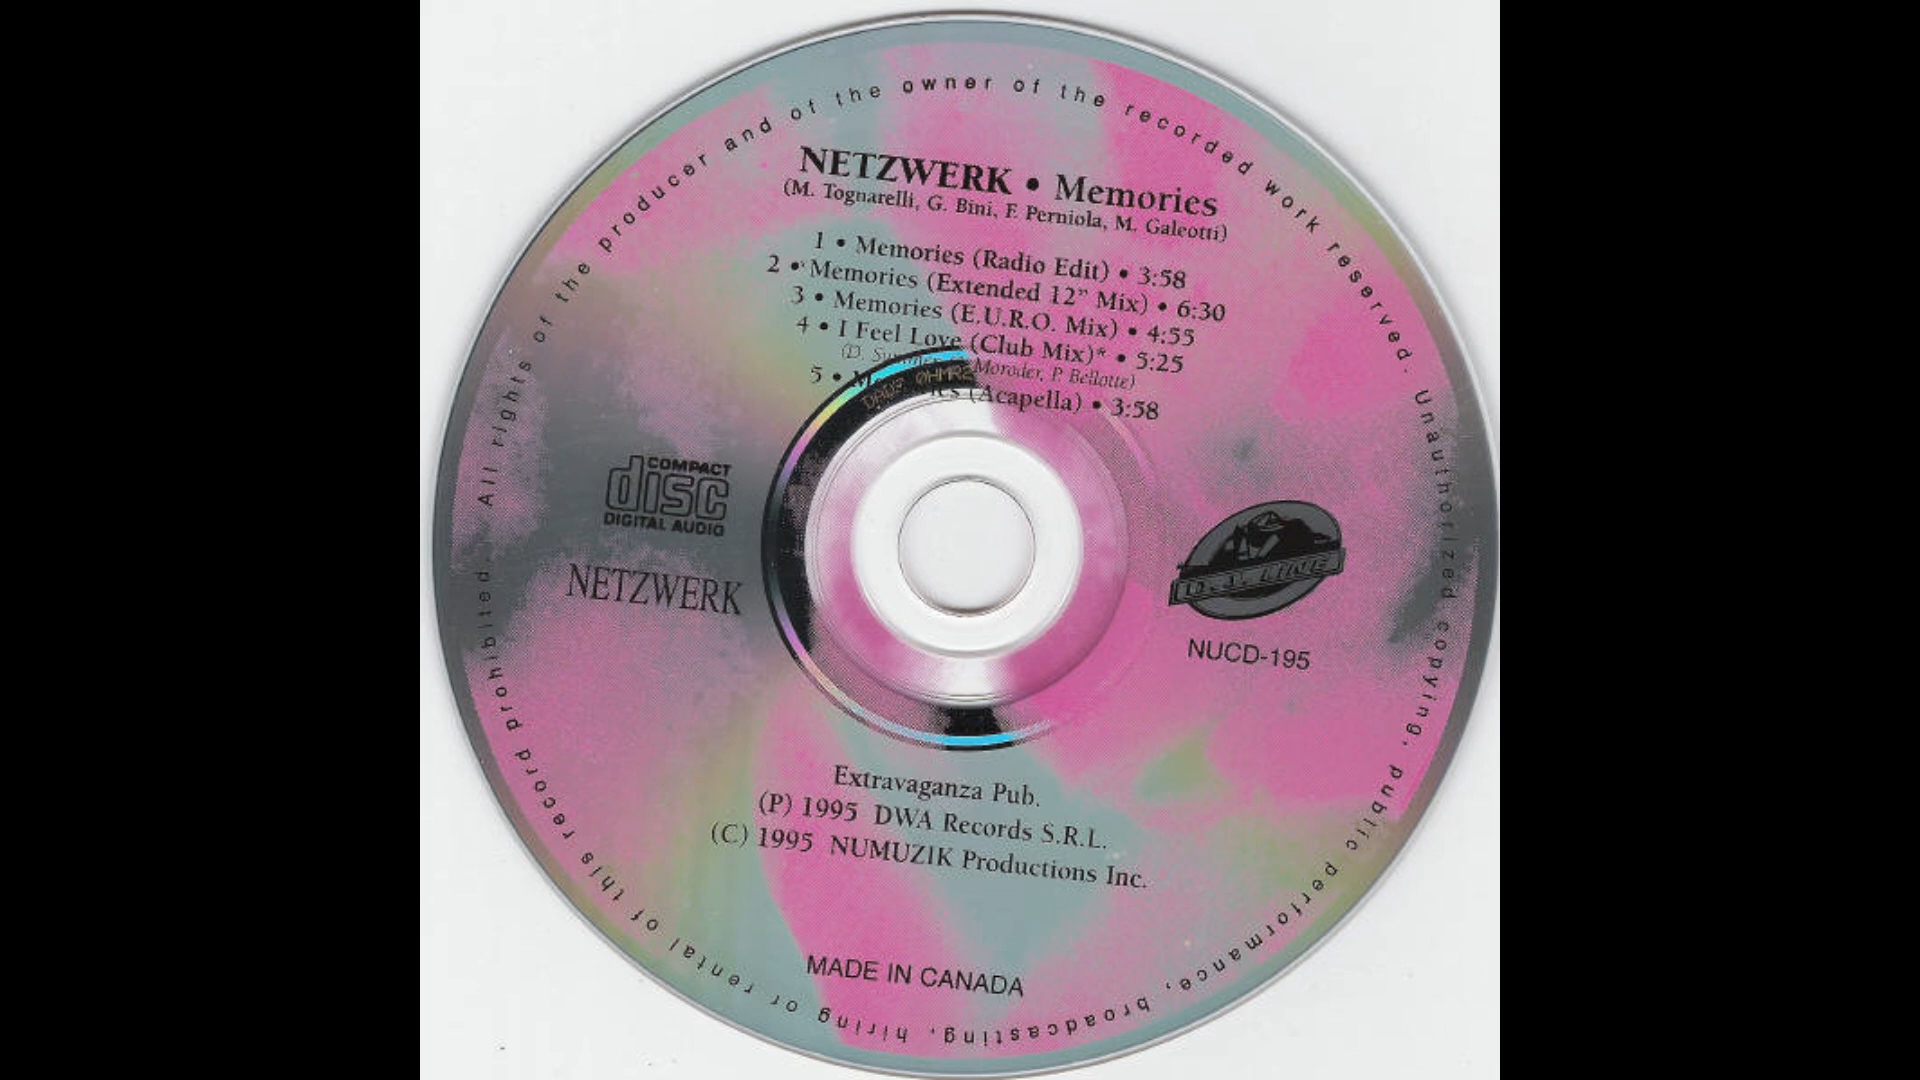 All rights of the producer and of the owner of the recorded work reserved. Unauthorized copying, public performance, broadcasting, hiring or rental of this record prohibited.
NETZWERK • Memories
(M. Tognarelli, G. Bini, F. Perniola, M. Galeotti)
1 • Memories (Radio Edit) • 3:58
2 • Memories (Extended 12" Mix) • 6:30
3 • Memories (E.U.R.O. Mix) • 4:55
4 • I Feel Love (Club Mix)* • 5:25
(D. Summer, G. Moroder, P. Bellotte)
5 • Memories (Acapella) • 3:58
COMPACT
disc
DIGITAL AUDIO
NETZWERK
D.J. LINE
NUCD-195
Extravaganza Pub.
(P) 1995 DWA Records S.R.L.
(C) 1995 NUMUZIK Productions Inc.
MADE IN CANADA